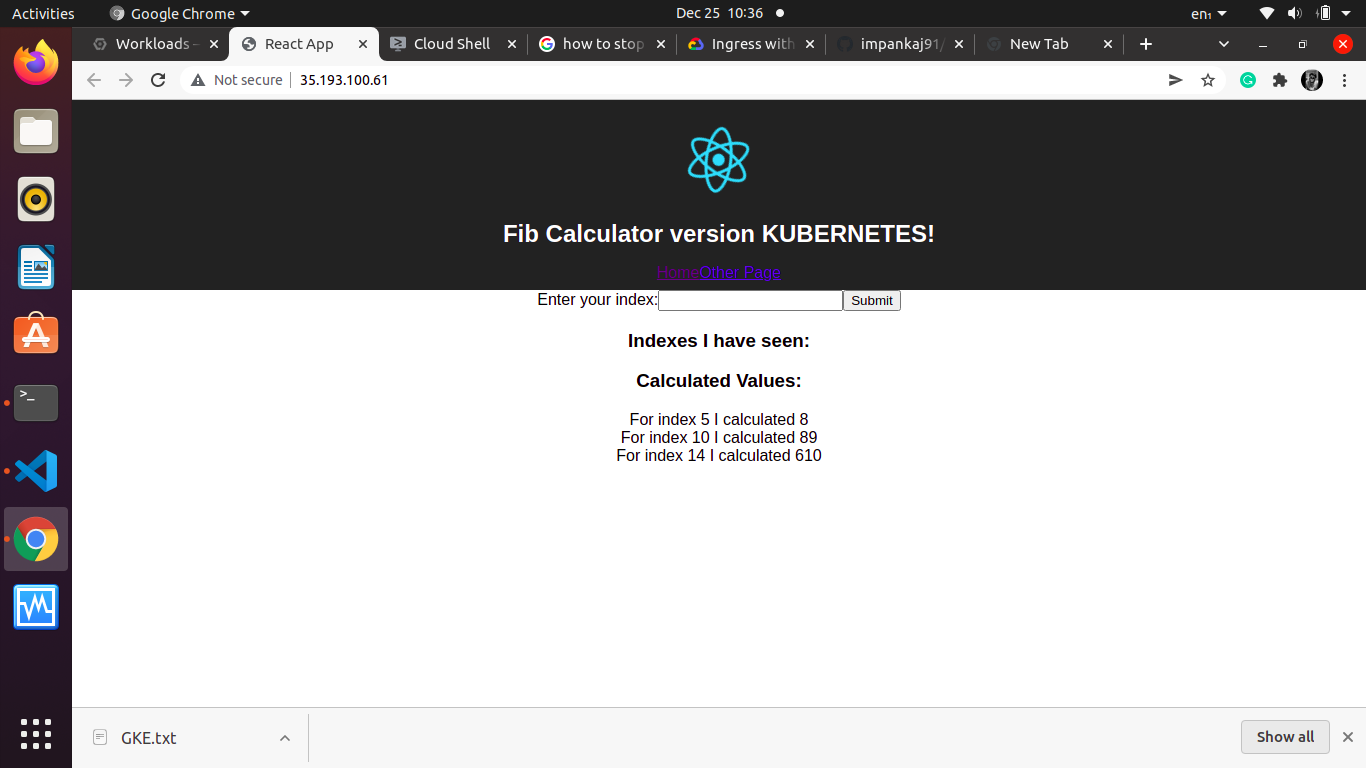 Activities Google Chrome Dec 25 10:36 en₁
Workloads - React App Cloud Shell how to stop Ingress with impankaj91/ New Tab
Not secure 35.193.100.61
Fib Calculator version KUBERNETES!
HomeOther Page
Enter your index: Submit
Indexes I have seen:
Calculated Values:
For index 5 I calculated 8
For index 10 I calculated 89
For index 14 I calculated 610
GKE.txt Show all